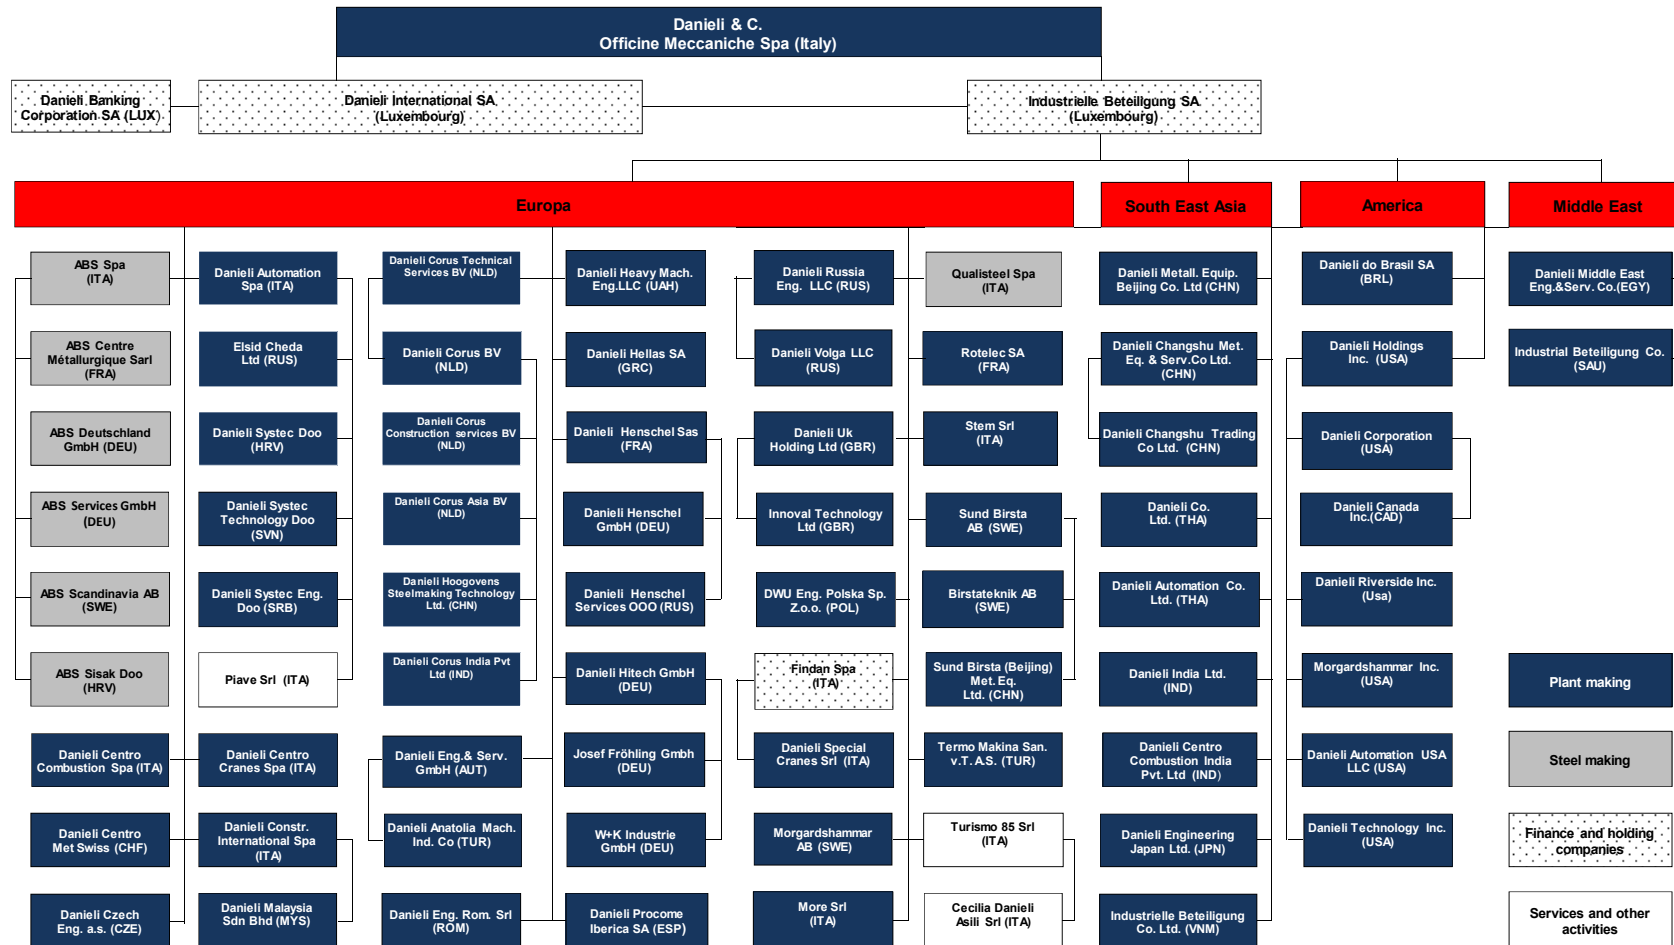 Danieli & C.
Officine Meccaniche Spa (Italy)
Danieli Banking
Corporation SA (LUX)
Danieli International SA
(Luxembourg)
Industrielle Beteiligung SA
(Luxembourg)
Europa
South East Asia
America
Middle East
ABS Spa
(ITA)
Danieli Automation
Spa (ITA)
Danieli Corus Technical
Services BV (NLD)
Danieli Heavy Mach.
Eng.LLC (UAH)
Danieli Russia
Eng. LLC (RUS)
Qualisteel Spa
(ITA)
Danieli Metall. Equip.
Beijing Co. Ltd (CHN)
Danieli do Brasil SA
(BRL)
Danieli Middle East
Eng.&Serv. Co.(EGY)
ABS Centre
Métallurgique Sarl
(FRA)
Elsid Cheda
Ltd (RUS)
Danieli Corus BV
(NLD)
Danieli Hellas SA
(GRC)
Danieli Volga LLC
(RUS)
Rotelec SA
(FRA)
Danieli Changshu Met.
Eq. & Serv.Co Ltd.
(CHN)
Danieli Holdings
Inc. (USA)
Industrial Beteiligung Co.
(SAU)
ABS Deutschland
GmbH (DEU)
Danieli Systec Doo
(HRV)
Danieli Corus
Construction services BV
(NLD)
Danieli Henschel Sas
(FRA)
Danieli Uk
Holding Ltd (GBR)
Stem Srl
(ITA)
Danieli Changshu Trading
Co Ltd. (CHN)
Danieli Corporation
(USA)
ABS Services GmbH
(DEU)
Danieli Systec
Technology Doo
(SVN)
Danieli Corus Asia BV
(NLD)
Danieli Henschel
GmbH (DEU)
Innoval Technology
Ltd (GBR)
Sund Birsta
AB (SWE)
Danieli Co.
Ltd. (THA)
Danieli Canada
Inc.(CAD)
ABS Scandinavia AB
(SWE)
Danieli Systec Eng.
Doo (SRB)
Danieli Hoogovens
Steelmaking Technology
Ltd. (CHN)
Danieli Henschel
Services OOO (RUS)
DWU Eng. Polska Sp.
Z.o.o. (POL)
Birstateknik AB
(SWE)
Danieli Automation Co.
Ltd. (THA)
Danieli Riverside Inc.
(Usa)
ABS Sisak Doo
(HRV)
Piave Srl (ITA)
Danieli Corus India Pvt
Ltd (IND)
Danieli Hitech GmbH
(DEU)
Findan Spa
(ITA)
Sund Birsta (Beijing)
Met. Eq.
Ltd. (CHN)
Danieli India Ltd.
(IND)
Morgardshammar Inc.
(USA)
Plant making
Danieli Centro
Combustion Spa (ITA)
Danieli Centro
Cranes Spa (ITA)
Danieli Eng.& Serv.
GmbH (AUT)
Josef Fröhling Gmbh
(DEU)
Danieli Special
Cranes Srl (ITA)
Termo Makina San.
v.T. A.S. (TUR)
Danieli Centro
Combustion India
Pvt. Ltd (IND)
Danieli Automation USA
LLC (USA)
Steel making
Danieli Centro
Met Swiss (CHF)
Danieli Constr.
International Spa
(ITA)
Danieli Anatolia Mach.
Ind. Co (TUR)
W+K Industrie
GmbH (DEU)
Morgardshammar
AB (SWE)
Turismo 85 Srl
(ITA)
Danieli Engineering
Japan Ltd. (JPN)
Danieli Technology Inc.
(USA)
Finance and holding
companies
Danieli Czech
Eng. a.s. (CZE)
Danieli Malaysia
Sdn Bhd (MYS)
Danieli Eng. Rom. Srl
(ROM)
Danieli Procome
Iberica SA (ESP)
More Srl
(ITA)
Cecilia Danieli
Asili Srl (ITA)
Industrielle Beteiligung
Co. Ltd. (VNM)
Services and other
activities